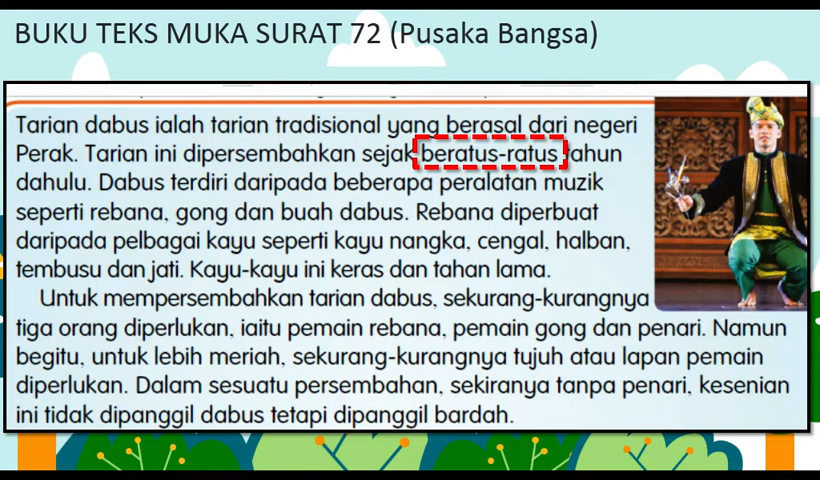 BUKU TEKS MUKA SURAT 72 (Pusaka Bangsa)
Tarian dabus ialah tarian tradisional yang berasal dari negeri
Perak. Tarian ini dipersembahkan sejak beratus-ratus tahun
dahulu. Dabus terdiri daripada beberapa peralatan muzik
seperti rebana, gong dan buah dabus. Rebana diperbuat
daripada pelbagai kayu seperti kayu nangka, cengal, halban,
tembusu dan jati. Kayu-kayu ini keras dan tahan lama.
Untuk mempersembahkan tarian dabus, sekurang-kurangnya
tiga orang diperlukan, iaitu pemain rebana, pemain gong dan penari. Namun
begitu, untuk lebih meriah, sekurang-kurangnya tujuh atau lapan pemain
diperlukan. Dalam sesuatu persembahan, sekiranya tanpa penari, kesenian
ini tidak dipanggil dabus tetapi dipanggil bardah.